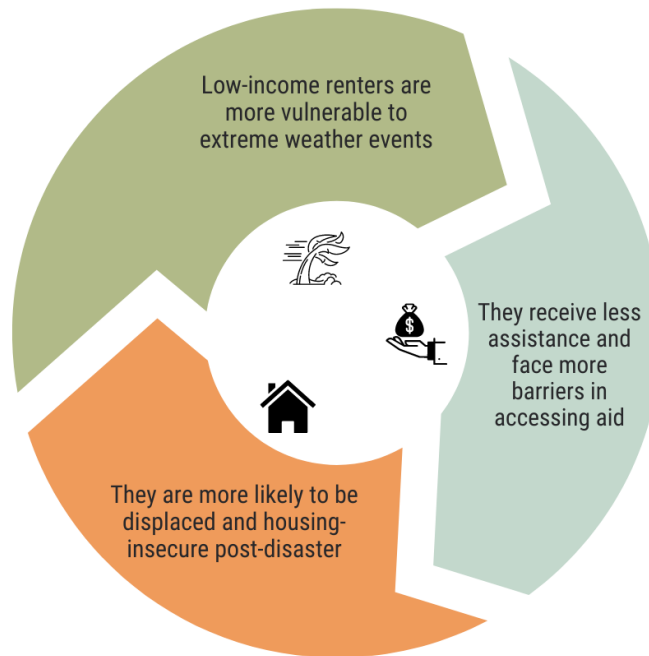 Low-income renters are
more vulnerable to
extreme weather events
$
They receive less
assistance and
face more
barriers in
accessing aid
They are more likely to be
displaced and housing-
insecure post-disaster